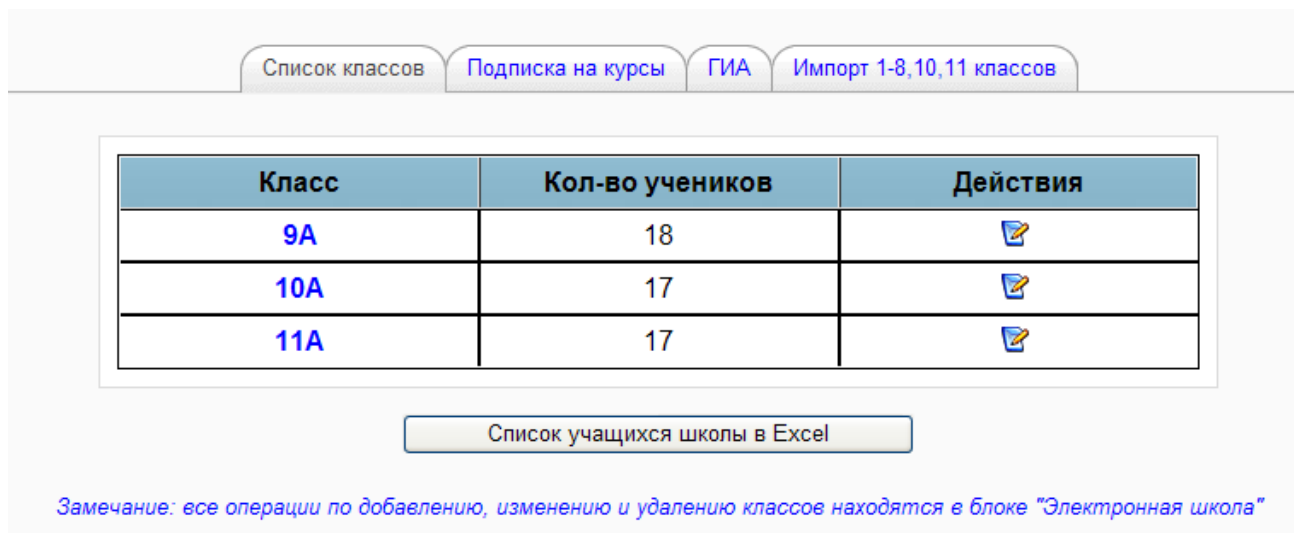 Список классов Подписка на курсы ГИА Импорт 1-8,10,11 классов
Класс Кол-во учеников Действия
9А 18
10А 17
11А 17
Список учащихся школы в Excel
Замечание: все операции по добавлению, изменению и удалению классов находятся в блоке "Электронная школа"